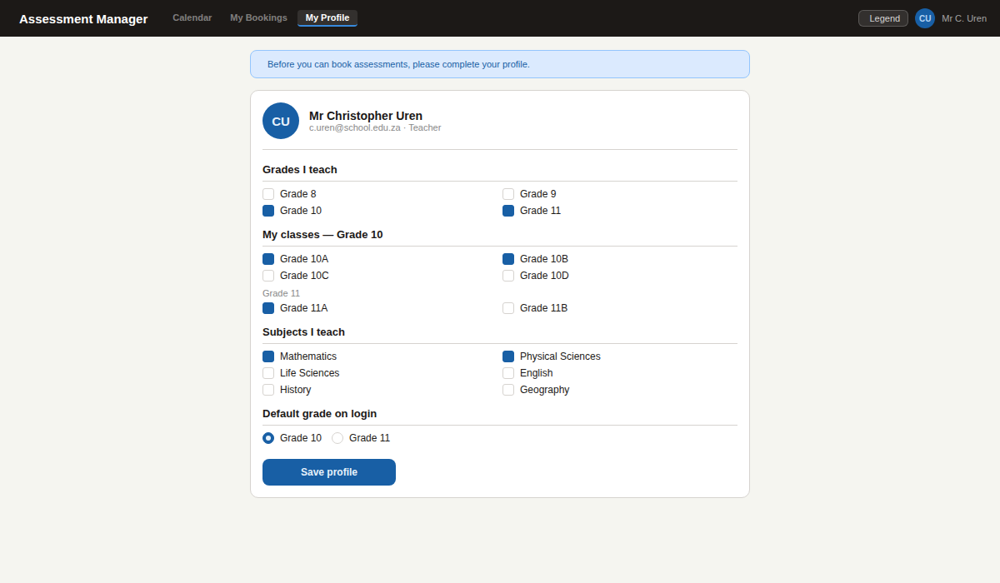 Assessment Manager Calendar My Bookings My Profile Legend CU Mr C. Uren
Before you can book assessments, please complete your profile.
CU
Mr Christopher Uren
c.uren@school.edu.za · Teacher
Grades I teach
Grade 8 Grade 9
Grade 10 Grade 11
My classes — Grade 10
Grade 10A Grade 10B
Grade 10C Grade 10D
Grade 11
Grade 11A Grade 11B
Subjects I teach
Mathematics Physical Sciences
Life Sciences English
History Geography
Default grade on login
Grade 10 Grade 11
Save profile